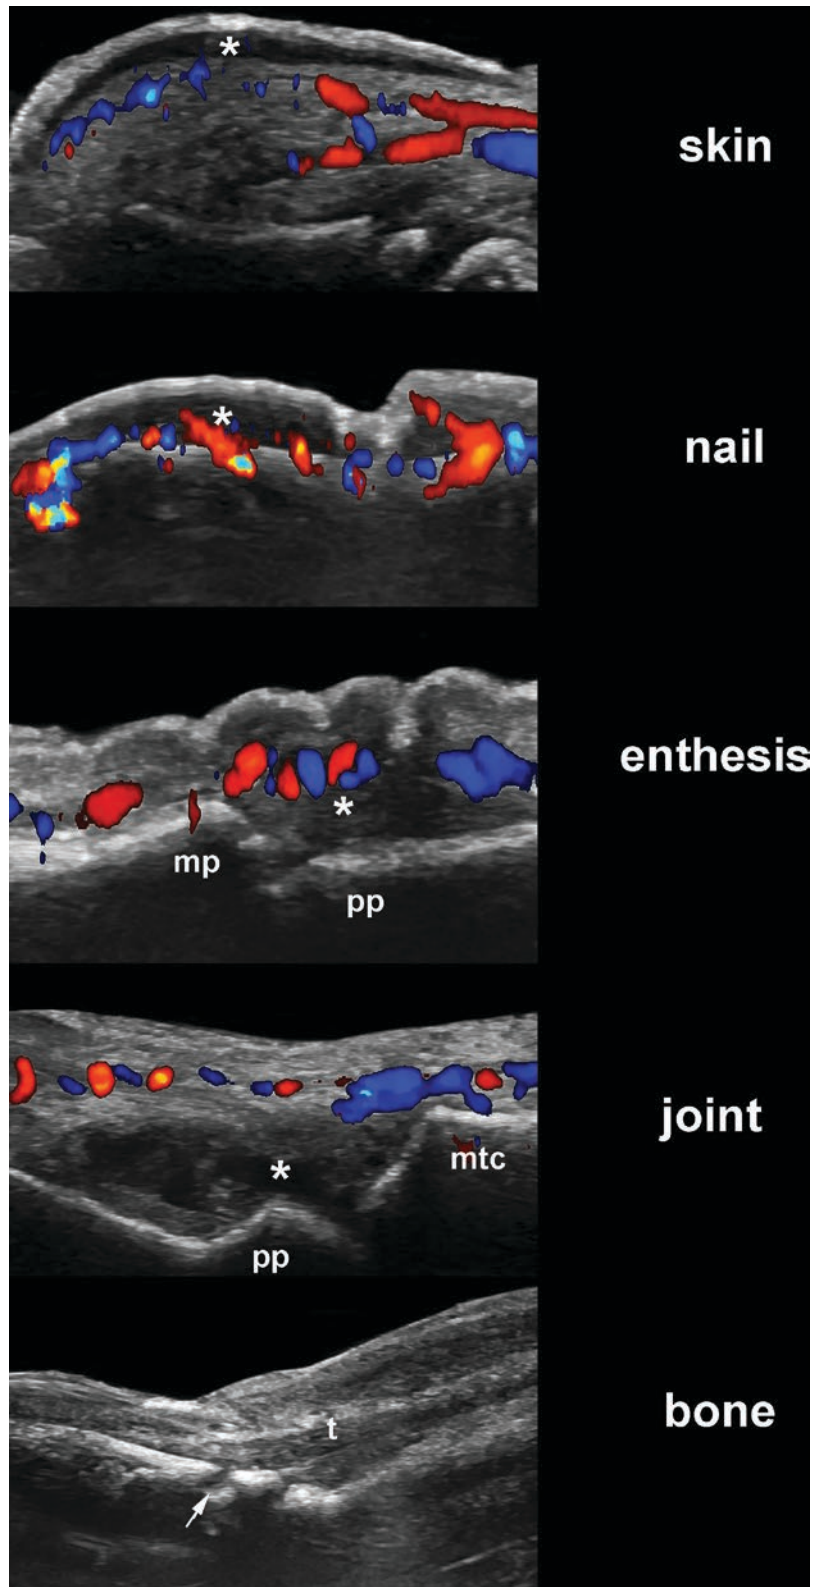 *
skin
*
nail
enthesis
*
mp
pp
joint
mtc
*
pp
bone
t